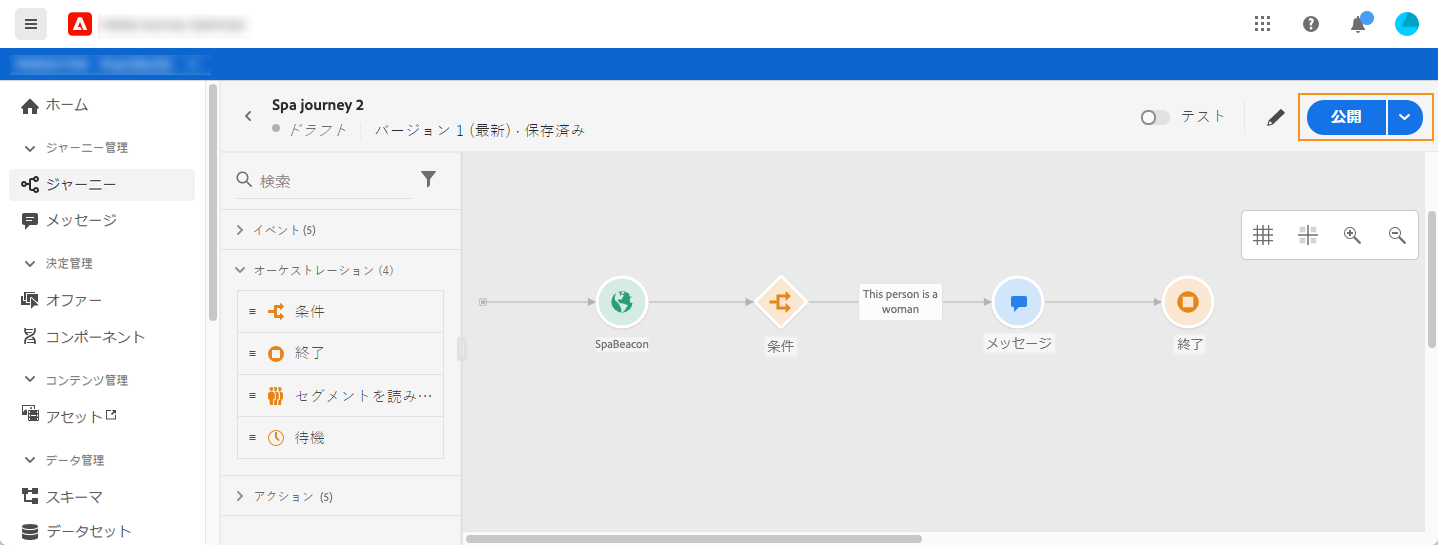 Spa journey 2
ドラフト
バージョン 1 (最新) · 保存済み
テスト
公開
ホーム
ジャーニー管理
ジャーニー
メッセージ
決定管理
オファー
コンポーネント
コンテンツ管理
アセット
データ管理
スキーマ
データセット
検索
イベント (5)
オーケストレーション (4)
条件
終了
セグメントを読み…
待機
アクション (5)
SpaBeacon
条件
This person is a
woman
メッセージ
終了